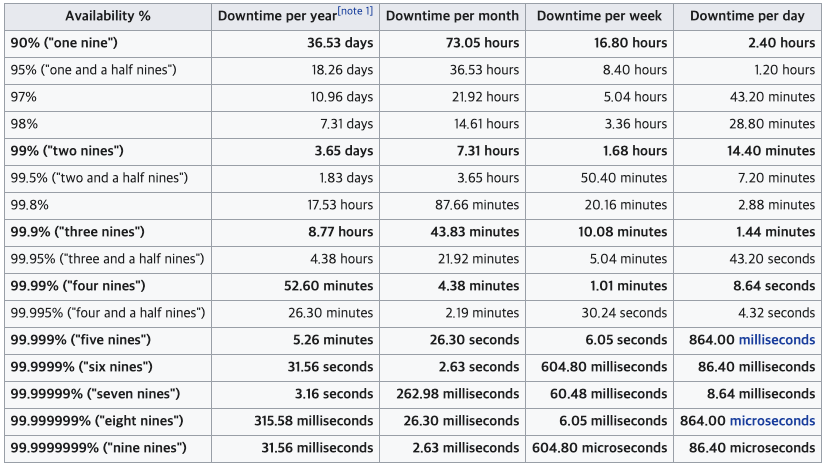 Availability % Downtime per year[note 1] Downtime per month Downtime per week Downtime per day
90% ("one nine") 36.53 days 73.05 hours 16.80 hours 2.40 hours
95% ("one and a half nines") 18.26 days 36.53 hours 8.40 hours 1.20 hours
97% 10.96 days 21.92 hours 5.04 hours 43.20 minutes
98% 7.31 days 14.61 hours 3.36 hours 28.80 minutes
99% ("two nines") 3.65 days 7.31 hours 1.68 hours 14.40 minutes
99.5% ("two and a half nines") 1.83 days 3.65 hours 50.40 minutes 7.20 minutes
99.8% 17.53 hours 87.66 minutes 20.16 minutes 2.88 minutes
99.9% ("three nines") 8.77 hours 43.83 minutes 10.08 minutes 1.44 minutes
99.95% ("three and a half nines") 4.38 hours 21.92 minutes 5.04 minutes 43.20 seconds
99.99% ("four nines") 52.60 minutes 4.38 minutes 1.01 minutes 8.64 seconds
99.995% ("four and a half nines") 26.30 minutes 2.19 minutes 30.24 seconds 4.32 seconds
99.999% ("five nines") 5.26 minutes 26.30 seconds 6.05 seconds 864.00 milliseconds
99.9999% ("six nines") 31.56 seconds 2.63 seconds 604.80 milliseconds 86.40 milliseconds
99.99999% ("seven nines") 3.16 seconds 262.98 milliseconds 60.48 milliseconds 8.64 milliseconds
99.999999% ("eight nines") 315.58 milliseconds 26.30 milliseconds 6.05 milliseconds 864.00 microseconds
99.9999999% ("nine nines") 31.56 milliseconds 2.63 milliseconds 604.80 microseconds 86.40 microseconds